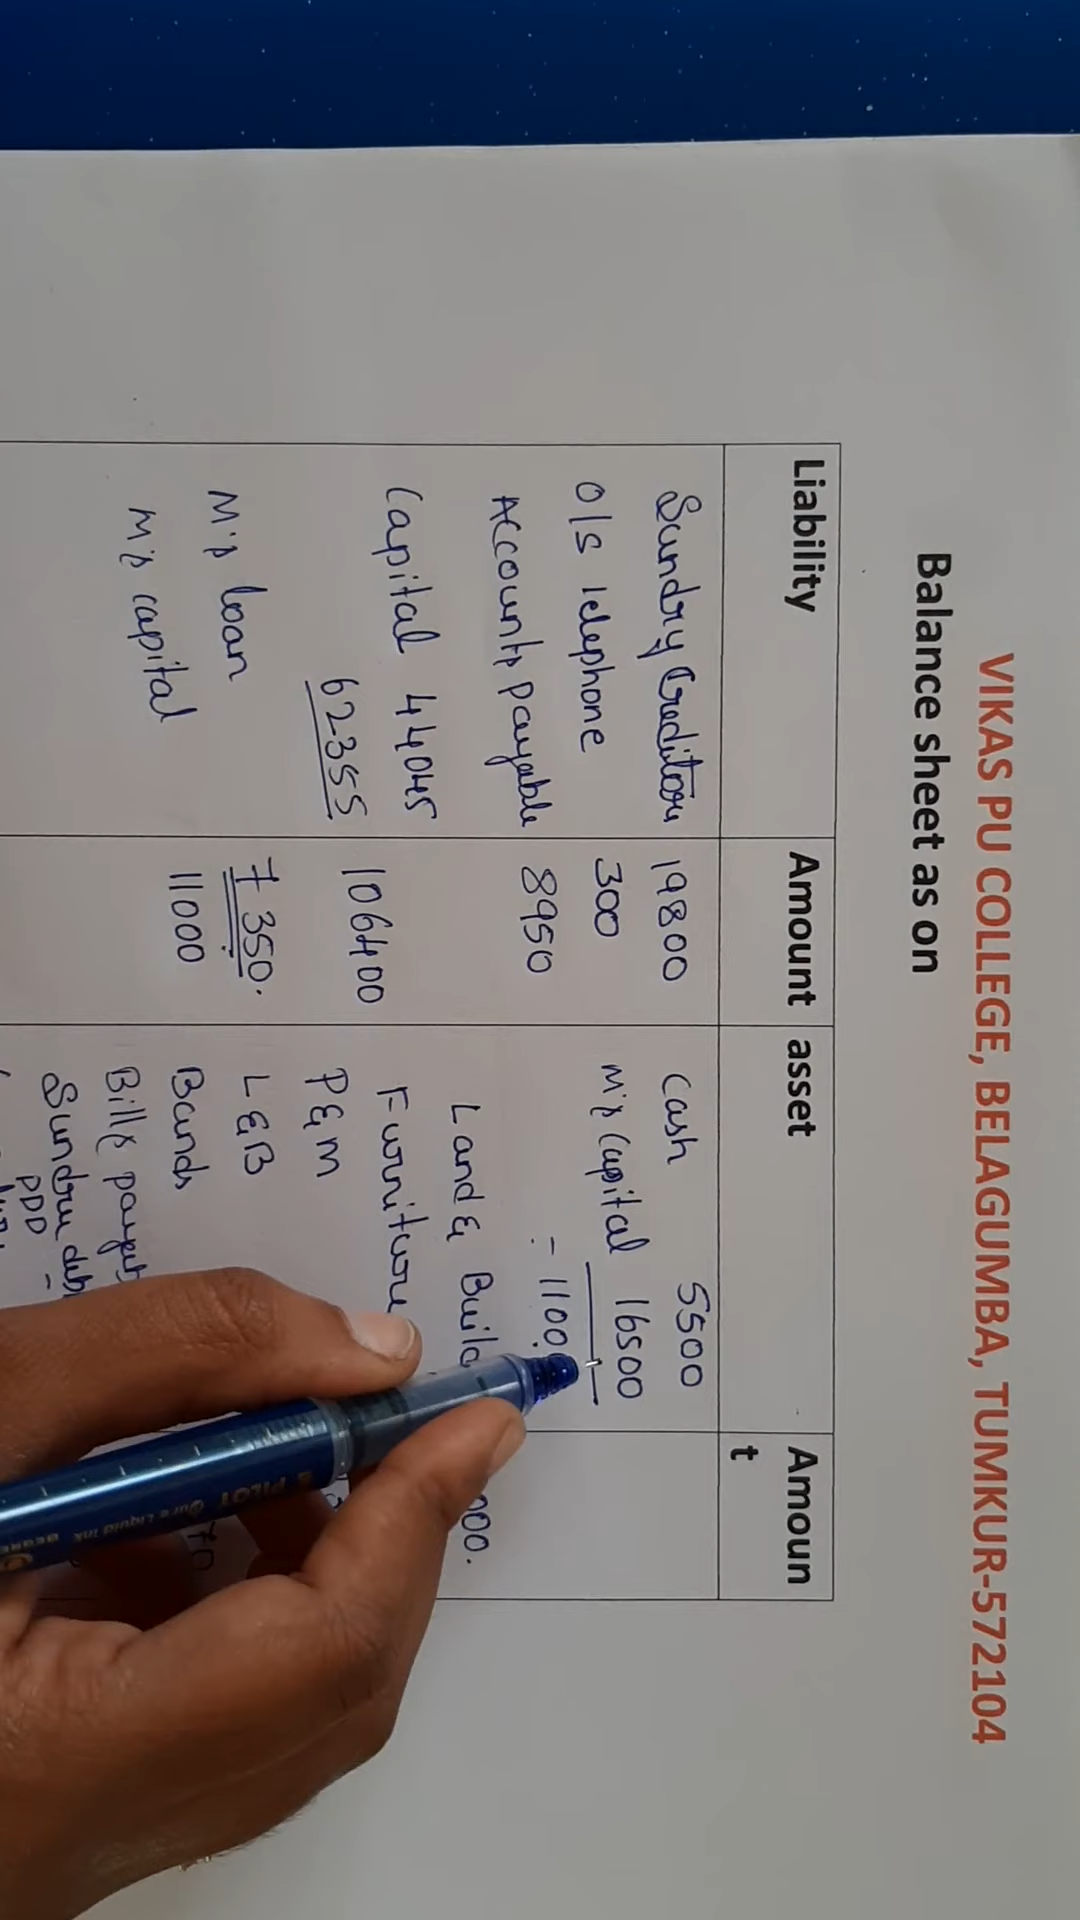 VIKAS PU COLLEGE, BELAGUMBA, TUMKUR-572104
Balance sheet as on
Liability Amount asset Amoun
t
Sundry Creditors 19800 Cash 5500
O/S telephone 300 M's Capital 16500
Accounts payable 8950 - 1100
Land & Build 000.
Capital 44045 Furniture
62355 106400 P&M
M's loan 7350. L&B
M's capital 11000 Bands
Bills
Sundry deb
PDD